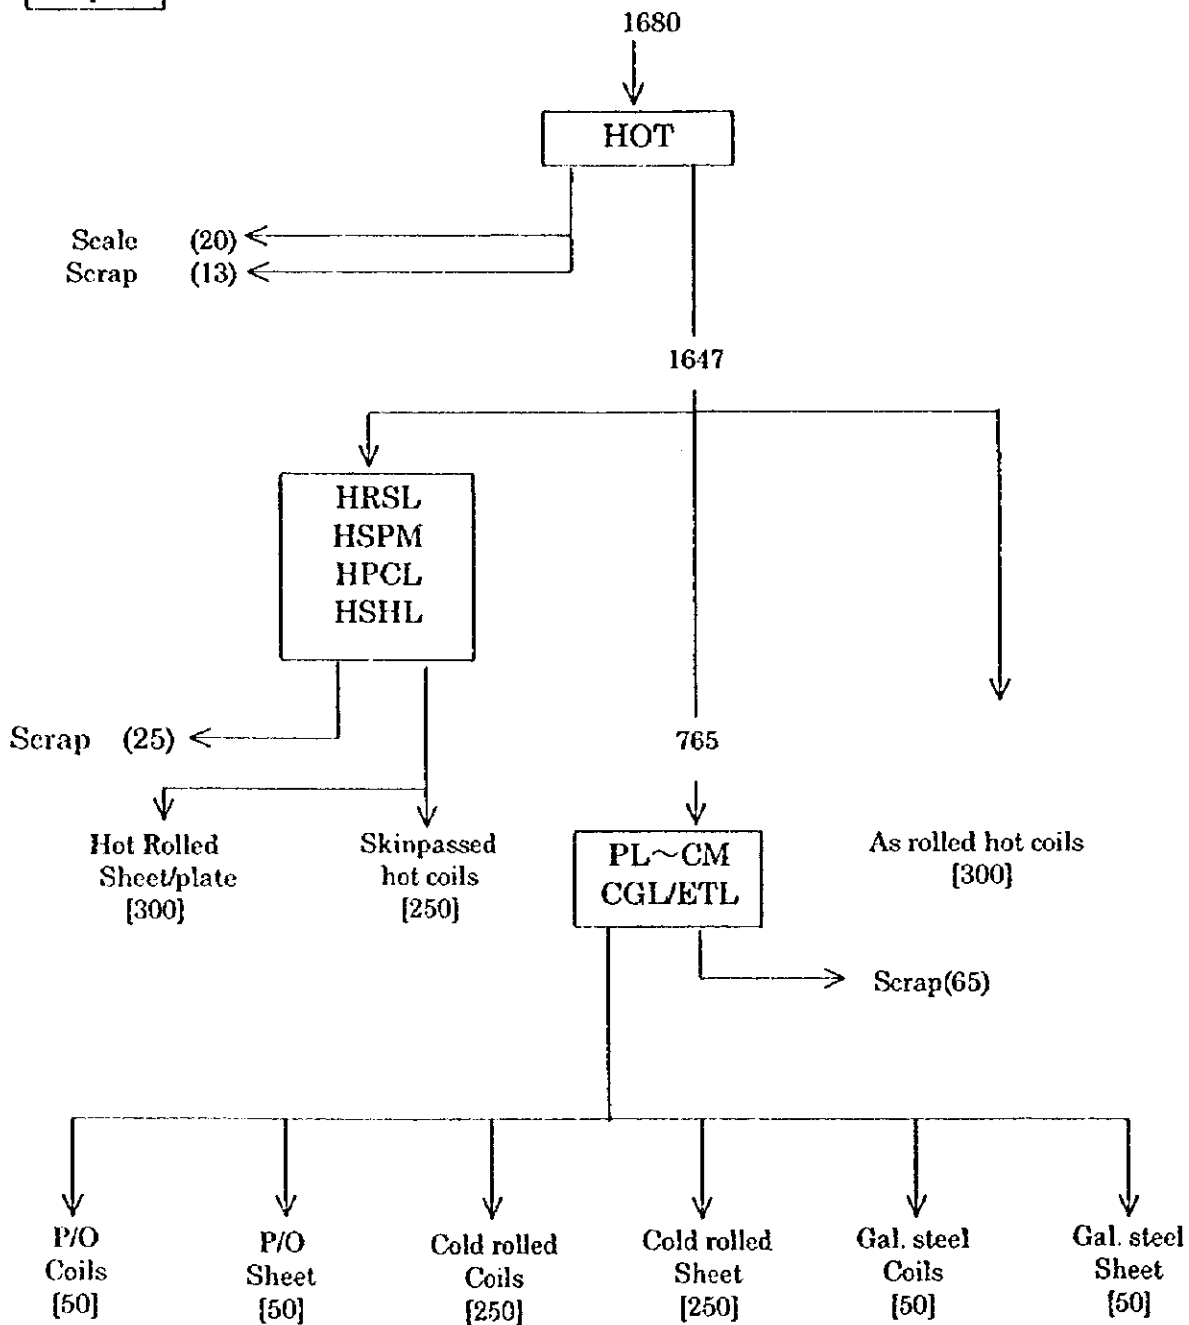 1680
HOT
Scale (20)
Scrap (13)
1647
HRSL
HSPM
HPCL
HSHL
Scrap (25)
765
Hot Rolled
Sheet/plate
[300]
Skinpassed
hot coils
[250]
PL~CM
CGL/ETL
As rolled hot coils
[300]
Scrap(65)
P/O
Coils
[50]
P/O
Sheet
[50]
Cold rolled
Coils
[250]
Cold rolled
Sheet
[250]
Gal. steel
Coils
[50]
Gal. steel
Sheet
[50]